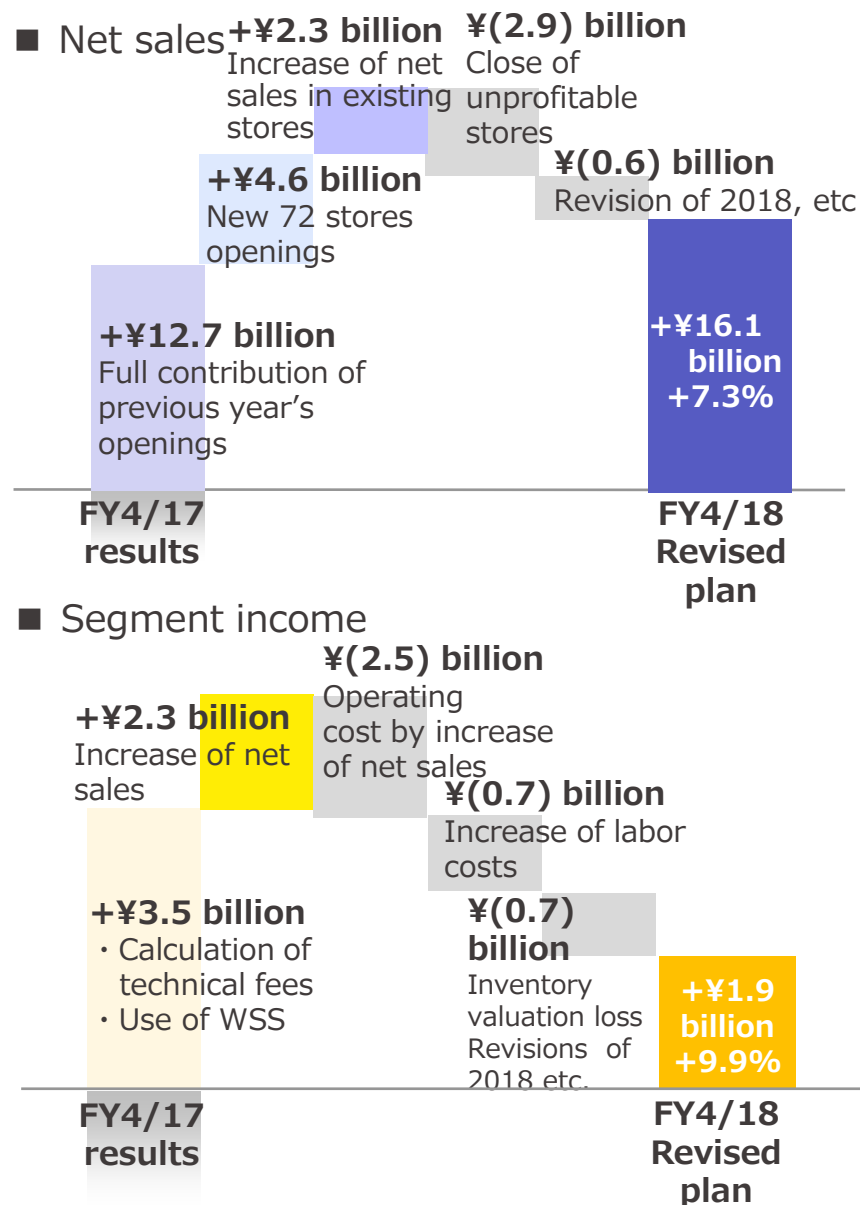 ■ Net sales
+¥2.3 billion
Increase of net
sales in existing
stores
¥(2.9) billion
Close of
unprofitable
stores
¥(0.6) billion
Revision of 2018, etc
+¥4.6 billion
New 72 stores
openings
+¥12.7 billion
Full contribution of
previous year’s
openings
+¥16.1
billion
+7.3%
FY4/17
results
FY4/18
Revised
plan
■ Segment income
¥(2.5) billion
Operating
cost by increase
of net sales
+¥2.3 billion
Increase of net
sales
¥(0.7) billion
Increase of labor
costs
+¥3.5 billion
・Calculation of
technical fees
・Use of WSS
¥(0.7)
billion
Inventory
valuation loss
Revisions of
2018 etc.
+¥1.9
billion
+9.9%
FY4/17
results
FY4/18
Revised
plan